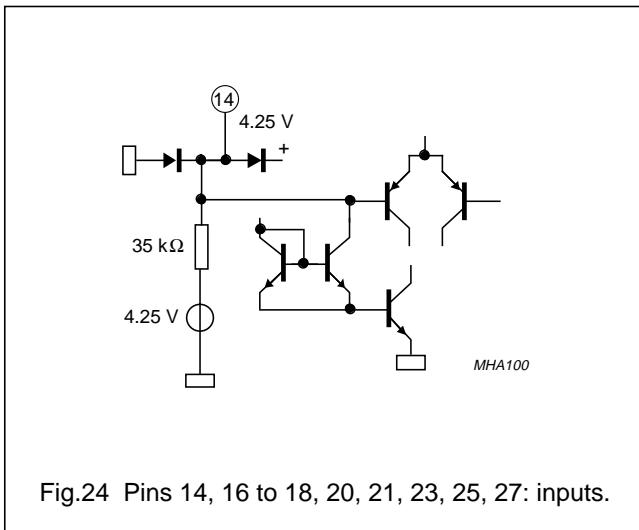 14
4.25 V
+
35 kΩ
4.25 V
MHA100
Fig.24 Pins 14, 16 to 18, 20, 21, 23, 25, 27: inputs.